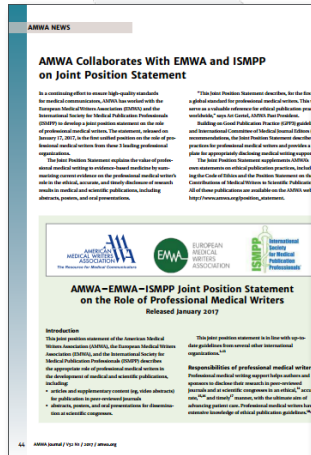 AMWA NEWS
AMWA Collaborates With EMWA and ISMPP
on Joint Position Statement
In a continuing effort to ensure high-quality standards
for medical communicators, AMWA has worked with the
European Medical Writers Association (EMWA) and the
International Society for Medical Publication Professionals
(ISMPP) to develop a joint position statement on the role
of professional medical writers. The statement, released on
January 17, 2017, is the first unified position on the role of pro-
fessional medical writers from these 3 leading professional
organizations.
The Joint Position Statement explains the value of profes-
sional medical writing to evidence-based medicine by sum-
marizing current evidence on the professional medical writer's
role in the ethical, accurate, and timely disclosure of research
results in medical and scientific publications, including
abstracts, posters, and oral presentations.
"This Joint Position Statement describes, for the firs
a global standard for professional medical writers. This
serve as a valuable reference for ethical publication prac
worldwide," says Art Gertel, AMWA Past President.
Building on Good Publication Practice (GPP3) guidel
and International Committee of Medical Journal Editors
recommendations, the Joint Position Statement describe
practices for professional medical writers and provides a
plate for appropriately disclosing medical writing suppor
The Joint Position Statement supplements AMWA's
own statements on ethical publication practices, includ
ing the Code of Ethics and the Position Statement on th
Contributions of Medical Writers to Scientific Publicatio
All of these publications are available on the AMWA web
http://www.amwa.org/position_statement.
AMERICAN
MEDICAL WRITERS
ASSOCIATION
The Resource for Medical Communicators
EMWA
EUROPEAN
MEDICAL
WRITERS
ASSOCIATION
ISMPP
International
Society
for Medical
Publication
Professionals
AMWA–EMWA–ISMPP Joint Position Statement
on the Role of Professional Medical Writers
Released January 2017
Introduction
This joint position statement of the American Medical
Writers Association (AMWA), the European Medical Writers
Association (EMWA), and the International Society for
Medical Publication Professionals (ISMPP) describes
the appropriate role of professional medical writers in
the development of medical and scientific publications,
including:
• articles and supplementary content (eg, video abstracts)
for publication in peer-reviewed journals
• abstracts, posters, and oral presentations for dissemina-
tion at scientific congresses.
This joint position statement is in line with up-to-
date guidelines from several other international
organizations.
Responsibilities of professional medical writer
Professional medical writing support helps authors and
sponsors to disclose their research in peer-reviewed
journals and at scientific congresses in an ethical, accu
rate, and timely manner, with the ultimate aim of
advancing patient care. Professional medical writers hav
extensive knowledge of ethical publication guidelines.
44 AMWA Journal / V32 N1 / 2017 / amwa.org